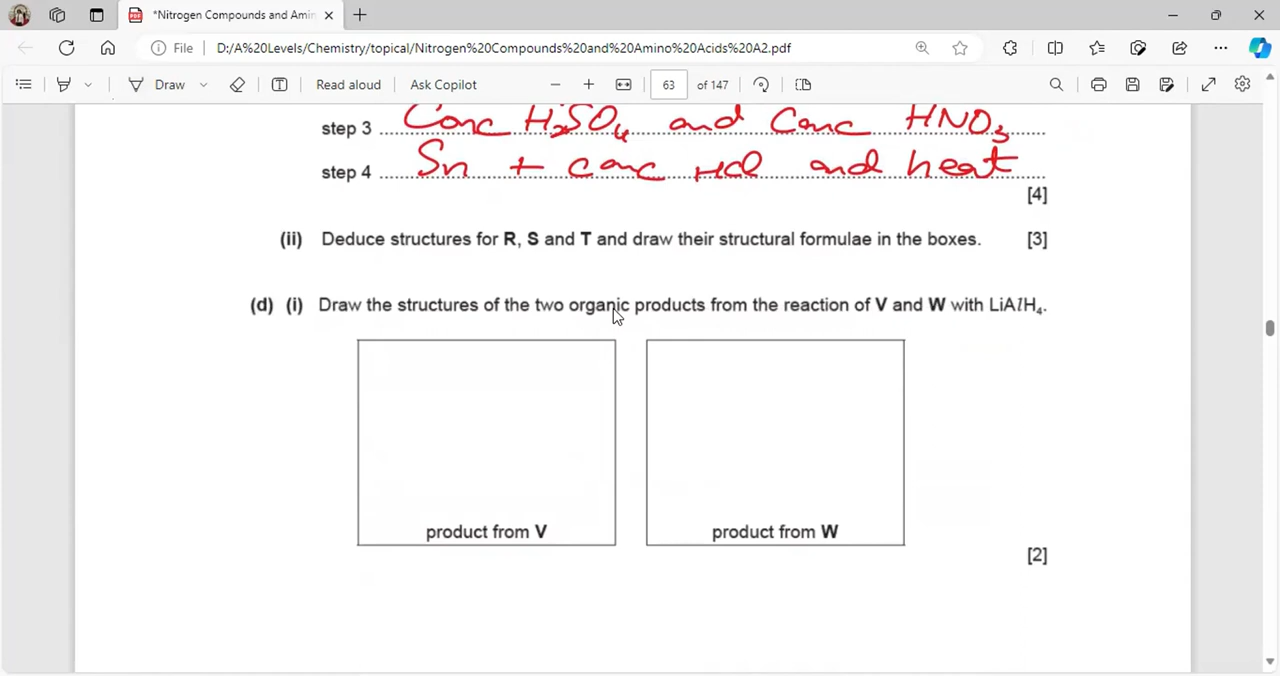 *Nitrogen Compounds and Amin
File D:/A%20Levels/Chemistry/topical/Nitrogen%20Compounds%20and%20Amino%20Acids%20A2.pdf
Draw Read aloud Ask Copilot 63 of 147
step 3 Conc H₂SO₄ and Conc HNO₃
step 4 Sn + conc HCl and heat
[4]
(ii) Deduce structures for R, S and T and draw their structural formulae in the boxes. [3]
(d) (i) Draw the structures of the two organic products from the reaction of V and W with LiAlH₄.
product from V product from W
[2]